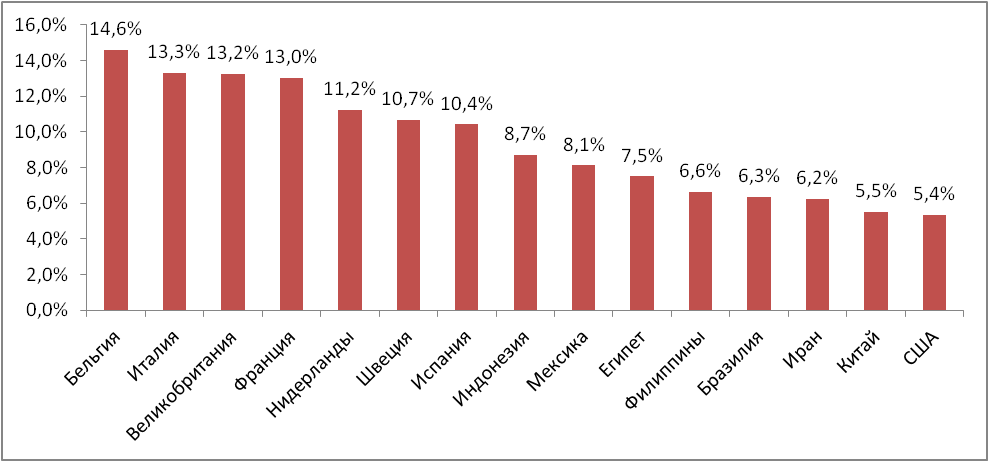 16,0%
14,0%
12,0%
10,0%
8,0%
6,0%
4,0%
2,0%
0,0%
14,6%
13,3%
13,2%
13,0%
11,2%
10,7%
10,4%
8,7%
8,1%
7,5%
6,6%
6,3%
6,2%
5,5%
5,4%
Бельгия
Италия
Великобритания
Франция
Нидерланды
Швеция
Испания
Индонезия
Мексика
Египет
Филиппины
Бразилия
Иран
Китай
США